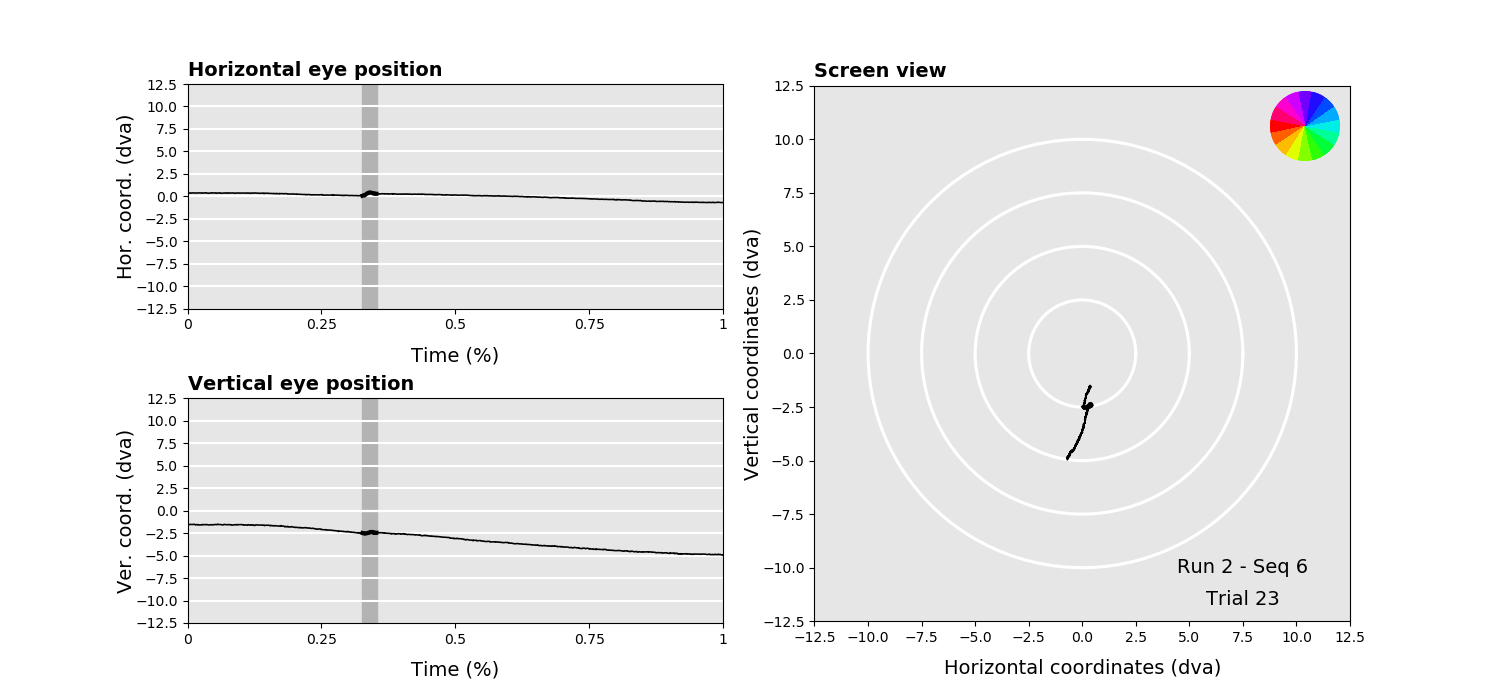 Horizontal eye position
Hor. coord. (dva)
12.5
10.0
7.5
5.0
2.5
0.0
−2.5
−5.0
−7.5
−10.0
−12.5
0 0.25 0.5 0.75 1
Time (%)
Vertical eye position
Ver. coord. (dva)
12.5
10.0
7.5
5.0
2.5
0.0
−2.5
−5.0
−7.5
−10.0
−12.5
0 0.25 0.5 0.75 1
Time (%)
Screen view
Vertical coordinates (dva)
12.5
10.0
7.5
5.0
2.5
0.0
−2.5
−5.0
−7.5
−10.0
−12.5
Run 2 - Seq 6
Trial 23
−12.5 −10.0 −7.5 −5.0 −2.5 0.0 2.5 5.0 7.5 10.0 12.5
Horizontal coordinates (dva)